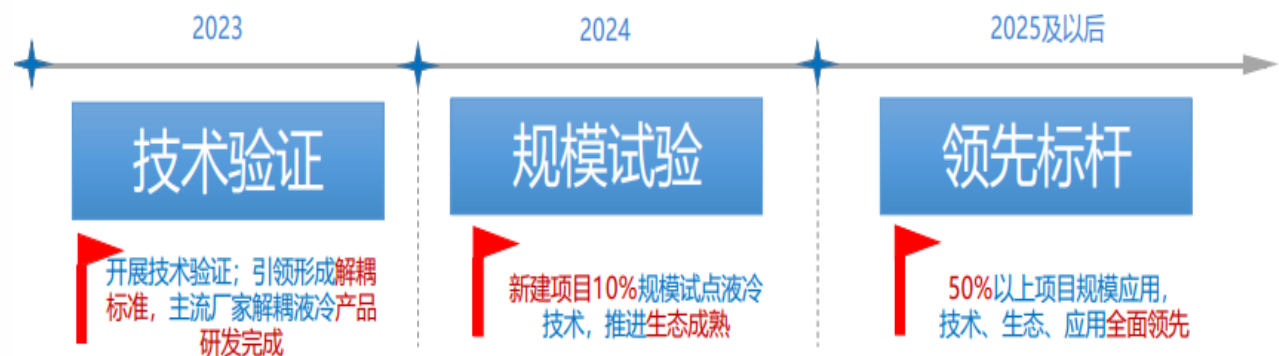 2023
2024
2025及以后
技术验证
规模试验
领先标杆
开展技术验证；引领形成解耦
标准，主流厂家解耦液冷产品
研发完成
新建项目10%规模试点液冷
技术，推进生态成熟
50%以上项目规模应用，
技术、生态、应用全面领先